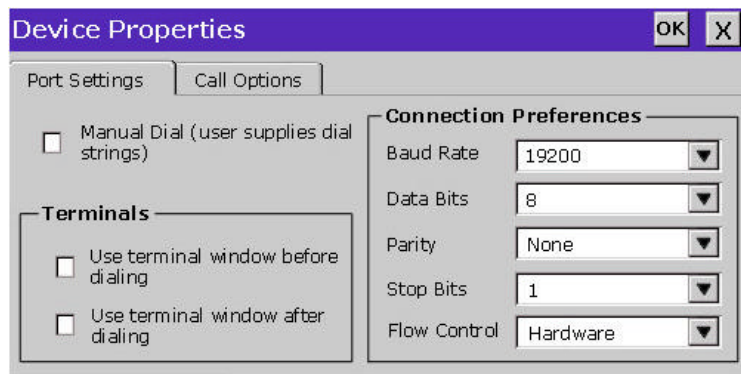 Device Properties
OK
X
Port Settings
Call Options
Manual Dial (user supplies dial
strings)
Terminals
Use terminal window before
dialing
Use terminal window after
dialing
Connection Preferences
Baud Rate
19200
Data Bits
8
Parity
None
Stop Bits
1
Flow Control
Hardware